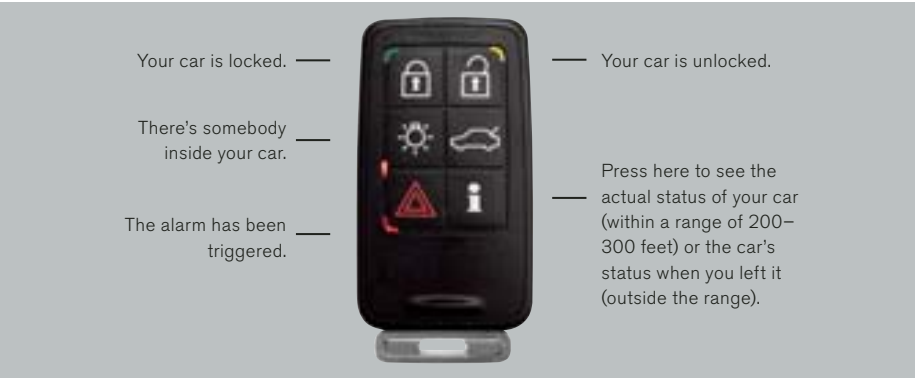 Your car is locked.
There's somebody
inside your car.
The alarm has been
triggered.
Your car is unlocked.
Press here to see the
actual status of your car
(within a range of 200–
300 feet) or the car's
status when you left it
(outside the range).